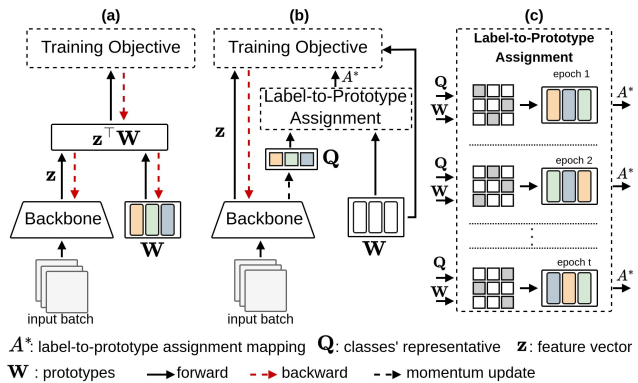 (a)
Training Objective
z⊤W
z
Backbone
W
input batch
(b)
Training Objective
A*
Label-to-Prototype
Assignment
z
Q
Backbone
W
input batch
(c)
Label-to-Prototype
Assignment
epoch 1
Q
W
A*
epoch 2
Q
W
A*
epoch t
Q
W
A*
A*: label-to-prototype assignment mapping Q: classes' representative z: feature vector
W : prototypes forward backward momentum update